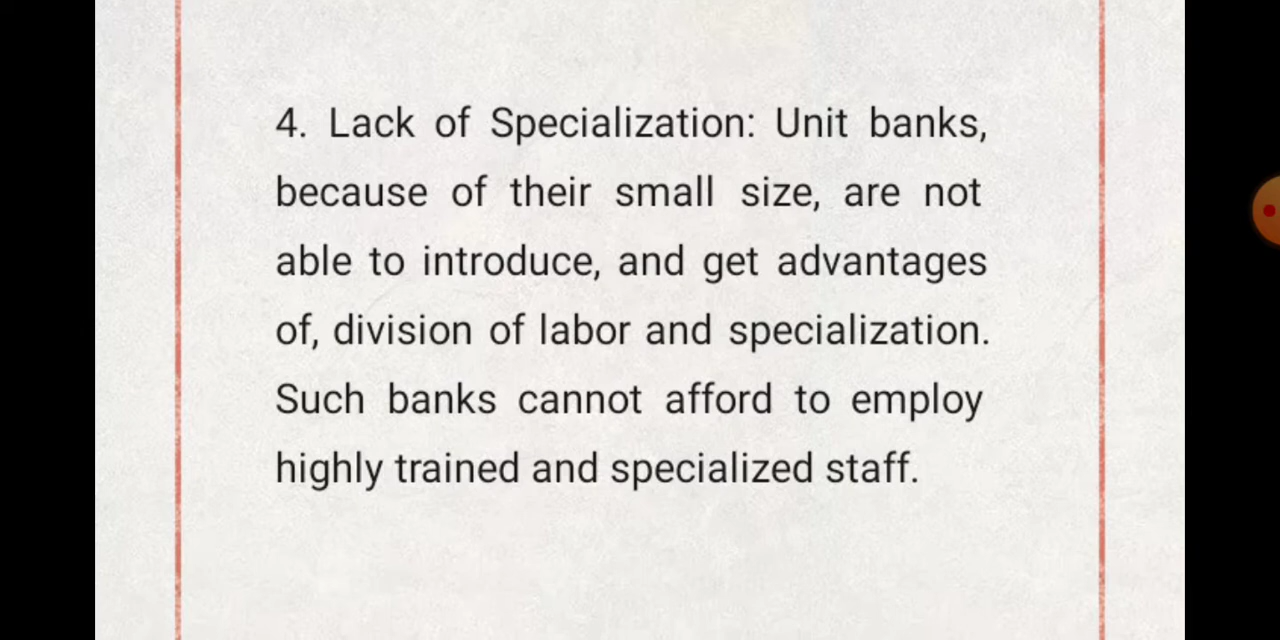 4. Lack of Specialization: Unit banks,
because of their small size, are not
able to introduce, and get advantages
of, division of labor and specialization.
Such banks cannot afford to employ
highly trained and specialized staff.